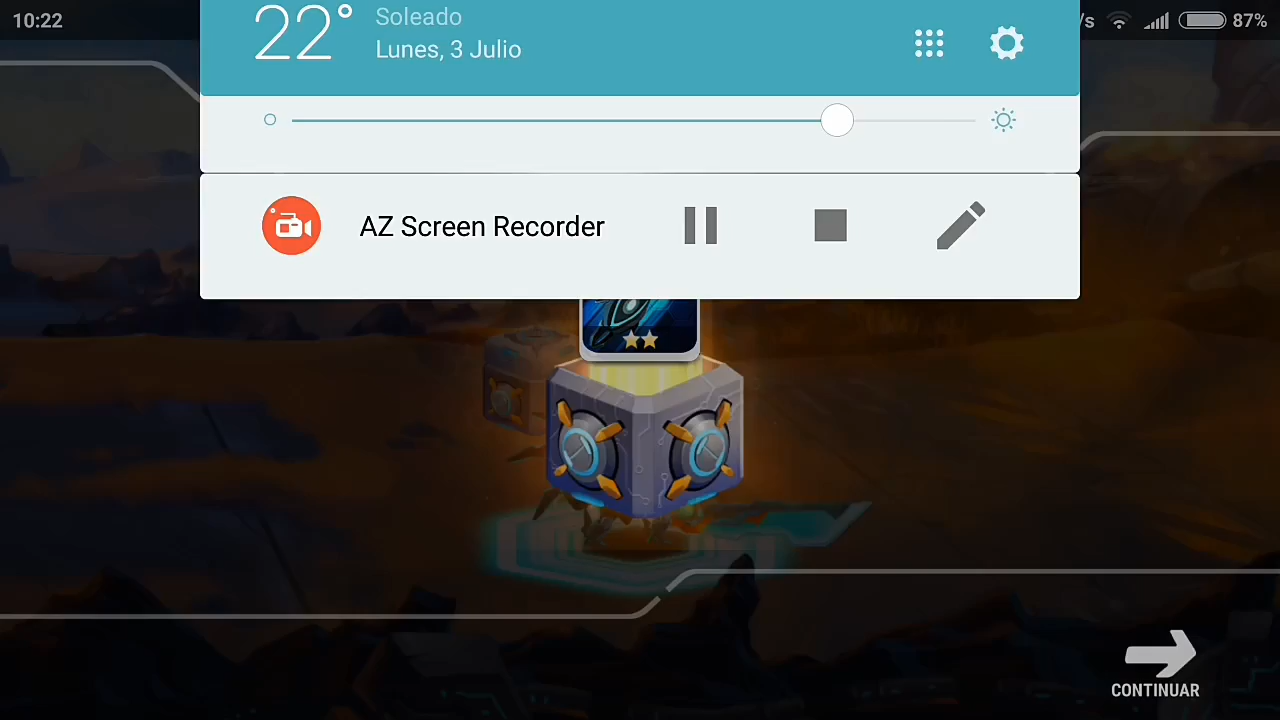 10:22
22°
Soleado
Lunes, 3 Julio
/s
87%
AZ Screen Recorder
CONTINUAR